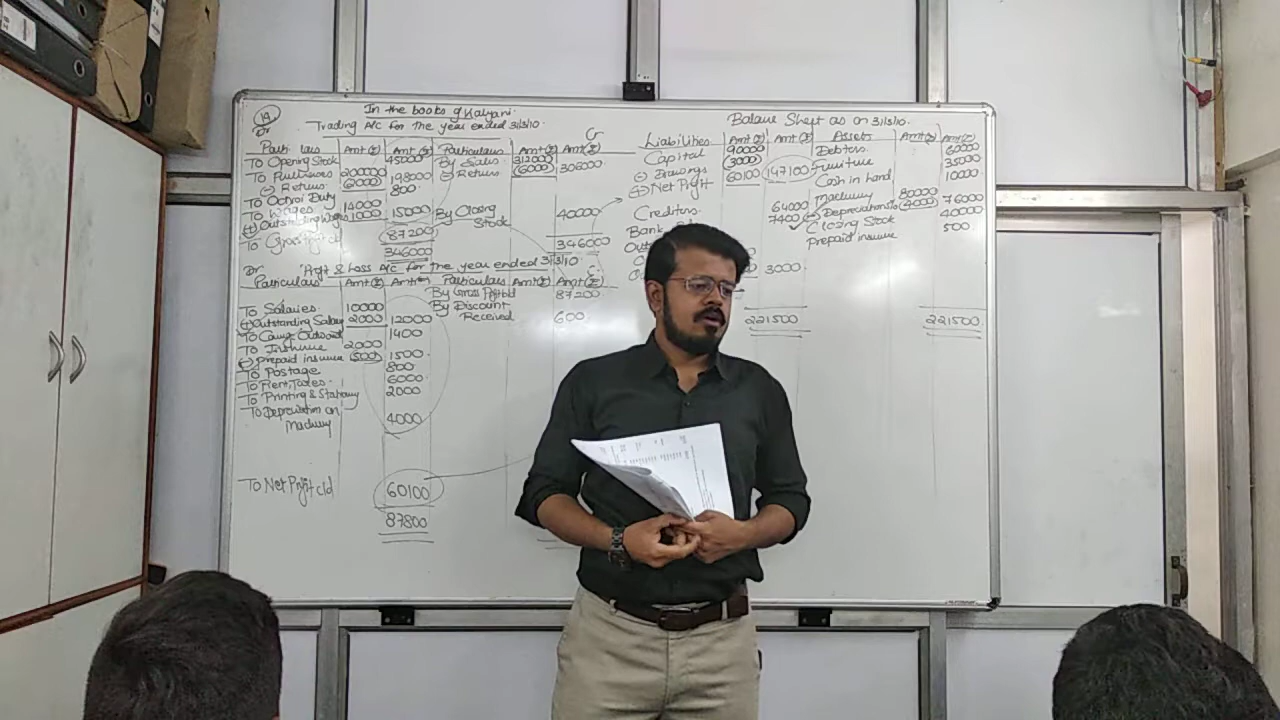 19
In the books of Kalyani.
Dr Trading A/C for the year ended 31/3/10. Cr
Particulars Amt (₹) Amt (₹) Particulars Amt (₹) Amt (₹)
To Opening Stock 45000 By Sales 312000
To Purchases 200000 (-) Returns (6000) 306000
(-) Returns (2000) 198000
To Octroi Duty 800
To Wages 14000
(+) Outstanding Wages 1000 15000 By Closing Stock 40000
To Gross Profit c/d 87200
346000 346000
Dr Profit & Loss A/C for the year ended 31/3/10
Particulars Amt (₹) Amt (₹) Particulars Amt (₹) Amt (₹)
By Gross Profit b/d 87200
To Salaries 10000 By Discount
(+) Outstanding Salary 2000 12000 Received 600
To Carriage Outward 1400
To Insurance 2000
(-) Prepaid insurance (500) 1500
To Postage 800
To Rent, Taxes. 6000
To Printing & Stationary 2000
To Depreciation on
Machinery 4000
To Net Profit c/d 60100
87800
Balance Sheet as on 31/3/10.
Liabilities Amt (₹) Amt (₹) Assets Amt (₹) Amt (₹)
Capital 90000 Debtors 60000
(-) Drawings (3000) Furniture 35000
(+) Net Profit 60100 147100 Cash in hand 10000
Machinery 80000
Creditors 64000 (-) Depreciation (4000) 76000
Bank 7400 Closing Stock 40000
prepaid insurance 500
3000
221500 221500